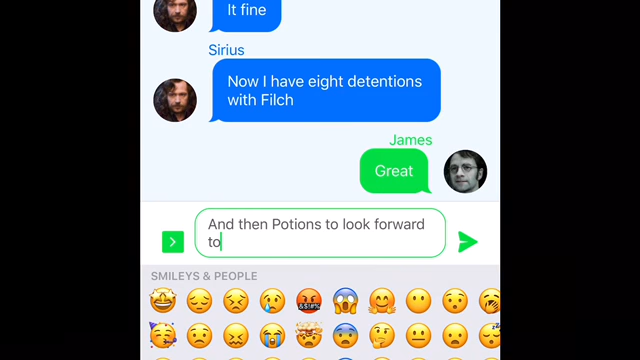 It fine
Sirius
Now I have eight detentions
with Filch
James
Great
And then Potions to look forward
to
SMILEYS & PEOPLE